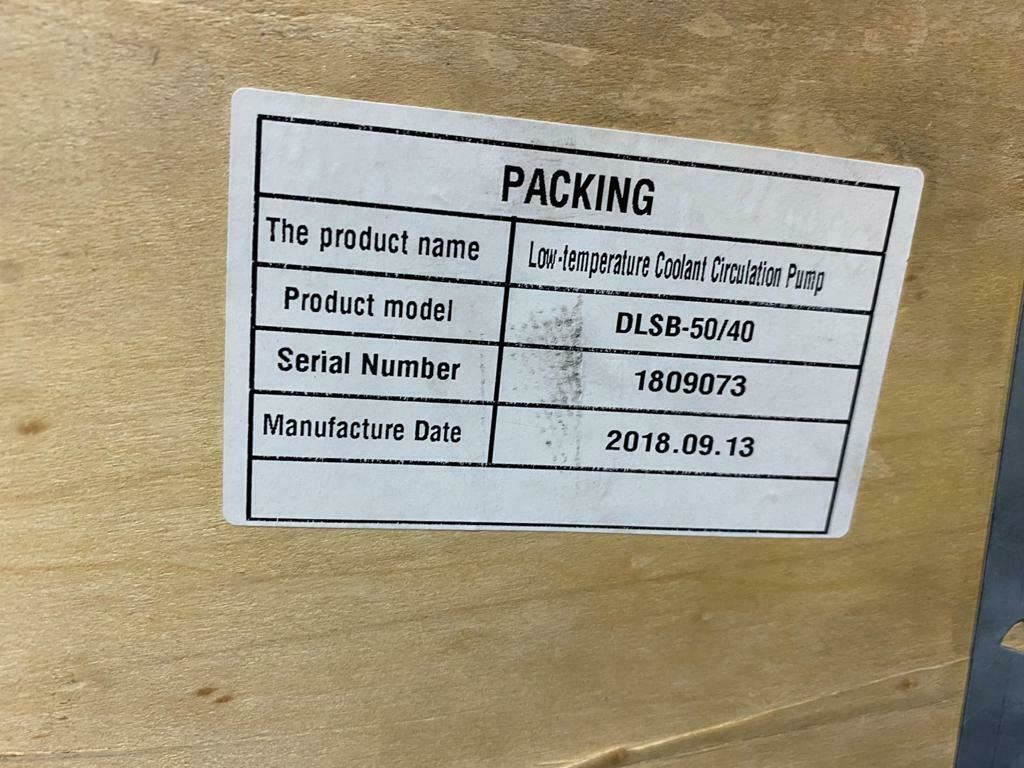 PACKING
The product name Low-temperature Coolant Circulation Pump
Product model DLSB-50/40
Serial Number 1809073
Manufacture Date 2018.09.13